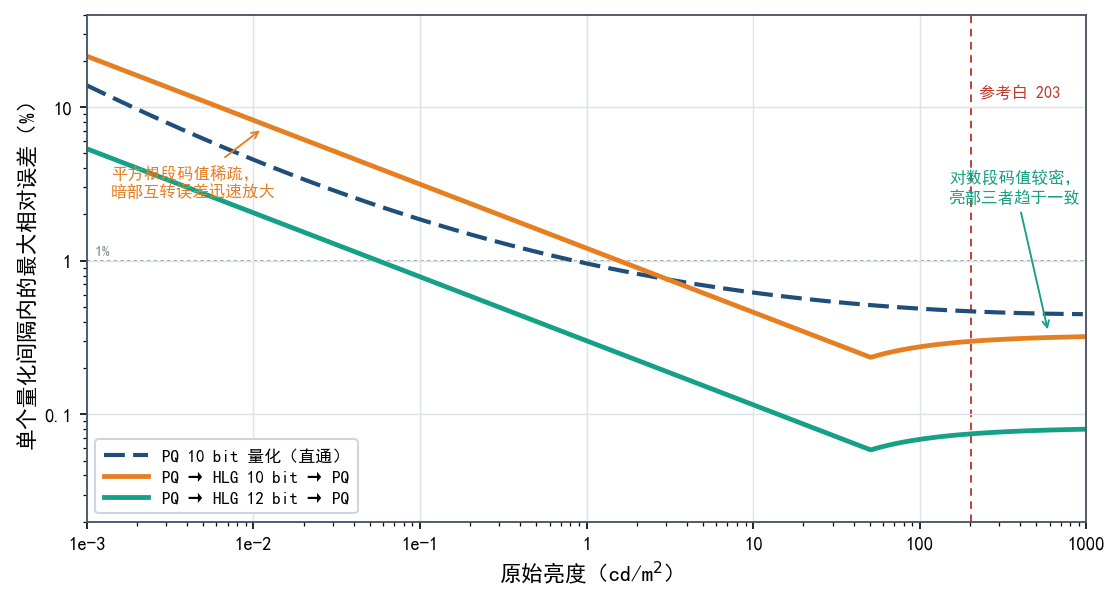 单个量化间隔内的最大相对误差（%）
10
1
0.1
1%
参考白 203
对数段码值较密，
亮部三者趋于一致
平方根段码值稀疏，
暗部互转误差迅速放大
PQ 10 bit 量化（直通）
PQ → HLG 10 bit → PQ
PQ → HLG 12 bit → PQ
1e-3
1e-2
1e-1
1
10
100
1000
原始亮度（cd/m²）